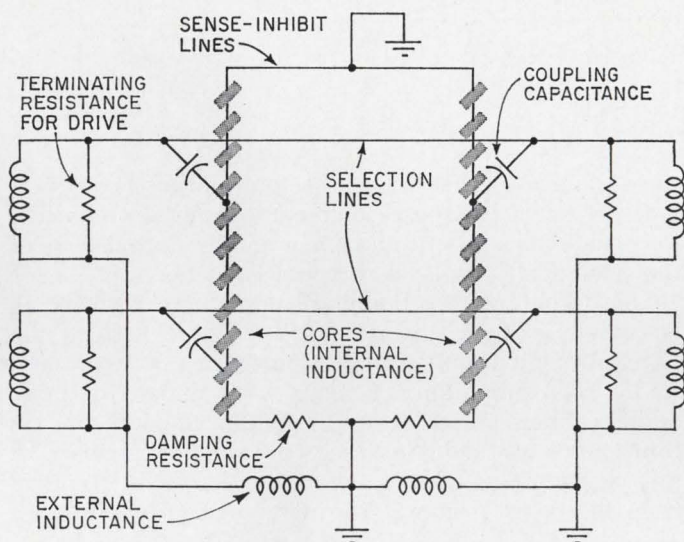 SENSE-INHIBIT
LINES
TERMINATING
RESISTANCE
FOR DRIVE
COUPLING
CAPACITANCE
SELECTION
LINES
CORES
(INTERNAL
INDUCTANCE)
DAMPING
RESISTANCE
EXTERNAL
INDUCTANCE